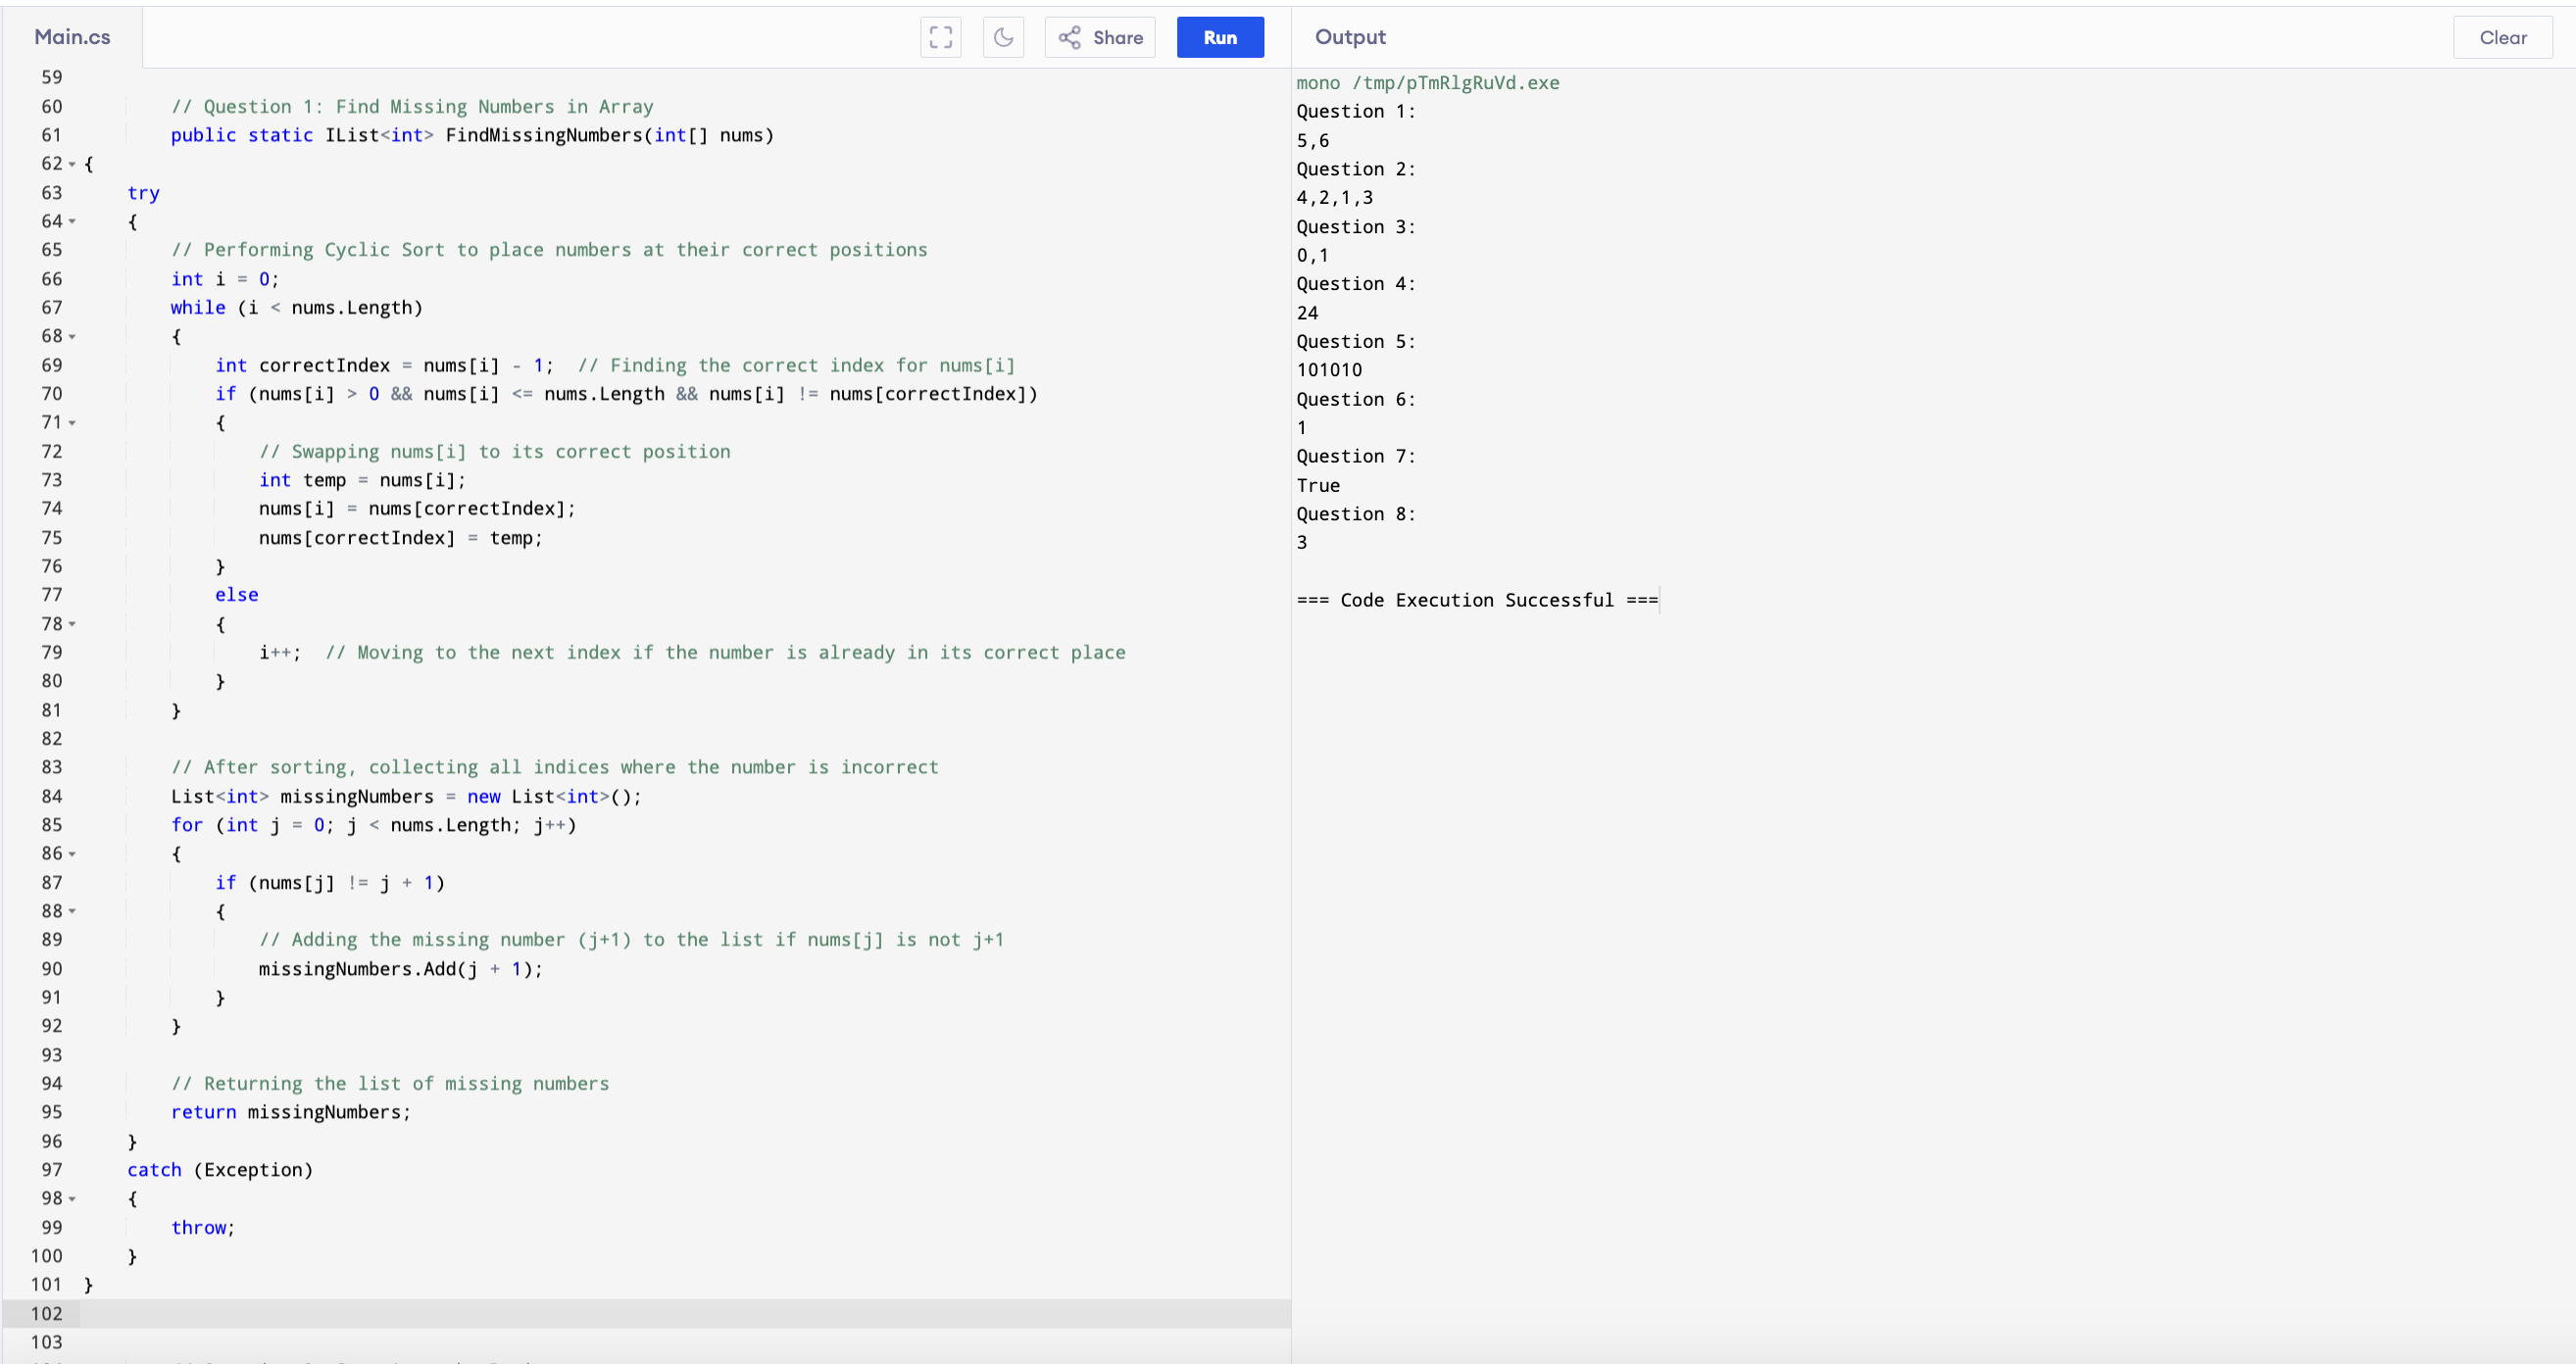 Main.cs
Share
Run
Output
Clear
59
60 // Question 1: Find Missing Numbers in Array
61 public static IList<int> FindMissingNumbers(int[] nums)
62 {
63 try
64 {
65 // Performing Cyclic Sort to place numbers at their correct positions
66 int i = 0;
67 while (i < nums.Length)
68 {
69 int correctIndex = nums[i] - 1;  // Finding the correct index for nums[i]
70 if (nums[i] > 0 && nums[i] <= nums.Length && nums[i] != nums[correctIndex])
71 {
72 // Swapping nums[i] to its correct position
73 int temp = nums[i];
74 nums[i] = nums[correctIndex];
75 nums[correctIndex] = temp;
76 }
77 else
78 {
79 i++;  // Moving to the next index if the number is already in its correct place
80 }
81 }
82
83 // After sorting, collecting all indices where the number is incorrect
84 List<int> missingNumbers = new List<int>();
85 for (int j = 0; j < nums.Length; j++)
86 {
87 if (nums[j] != j + 1)
88 {
89 // Adding the missing number (j+1) to the list if nums[j] is not j+1
90 missingNumbers.Add(j + 1);
91 }
92 }
93
94 // Returning the list of missing numbers
95 return missingNumbers;
96 }
97 catch (Exception)
98 {
99 throw;
100 }
101 }
102
103
mono /tmp/pTmRlgRuVd.exe
Question 1:
5,6
Question 2:
4,2,1,3
Question 3:
0,1
Question 4:
24
Question 5:
101010
Question 6:
1
Question 7:
True
Question 8:
3
=== Code Execution Successful ===